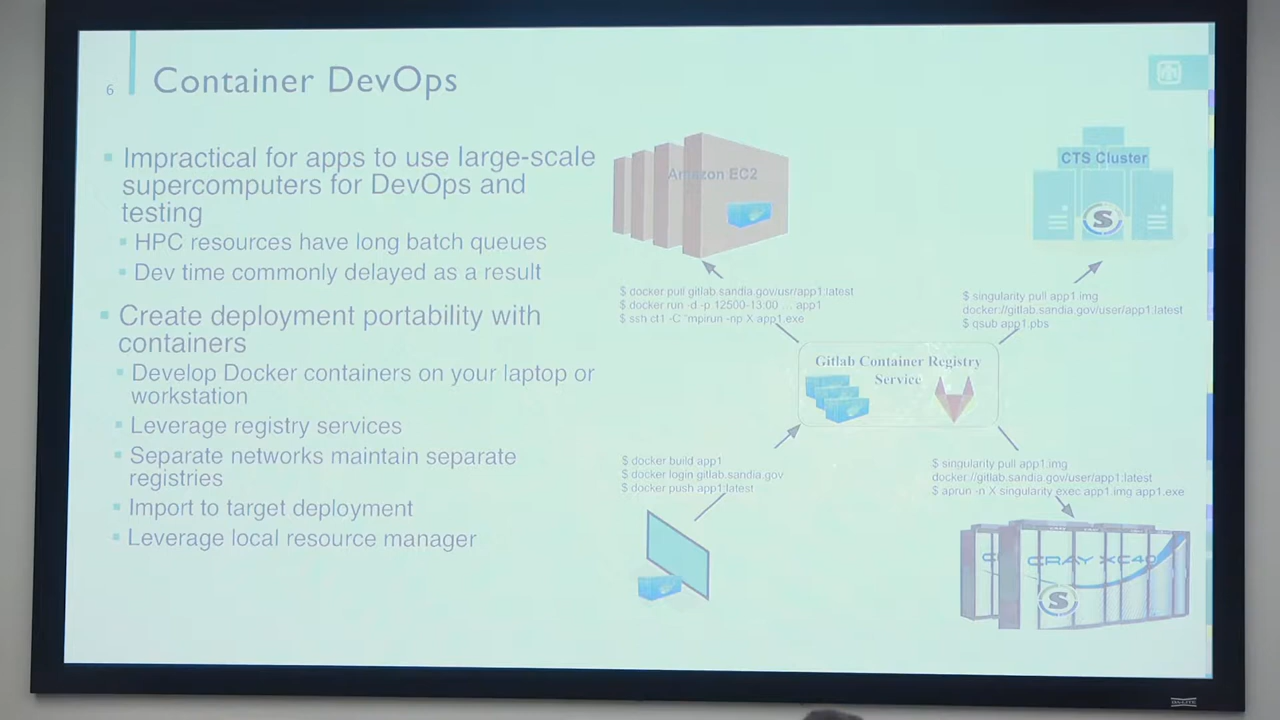 6
Container DevOps
Impractical for apps to use large-scale
supercomputers for DevOps and
testing
HPC resources have long batch queues
Dev time commonly delayed as a result
Create deployment portability with
containers
Develop Docker containers on your laptop or
workstation
Leverage registry services
Separate networks maintain separate
registries
Import to target deployment
Leverage local resource manager
Amazon EC2
$ docker pull gitlab.sandia.gov/usr/app1:latest
$ docker run -d -p 12500-13:00 ... app1
$ ssh ct1 -C "mpirun -np X app1.exe
CTS Cluster
S
$ singularity pull app1.img
docker://gitlab.sandia.gov/user/app1:latest
$ qsub app1.pbs
Gitlab Container Registry
Service
$ docker build app1
$ docker login gitlab.sandia.gov
$ docker push app1:latest
$ singularity pull app1.img
docker://gitlab.sandia.gov/user/app1:latest
$ aprun -n X singularity exec app1.img app1.exe
CRAY XC40
S